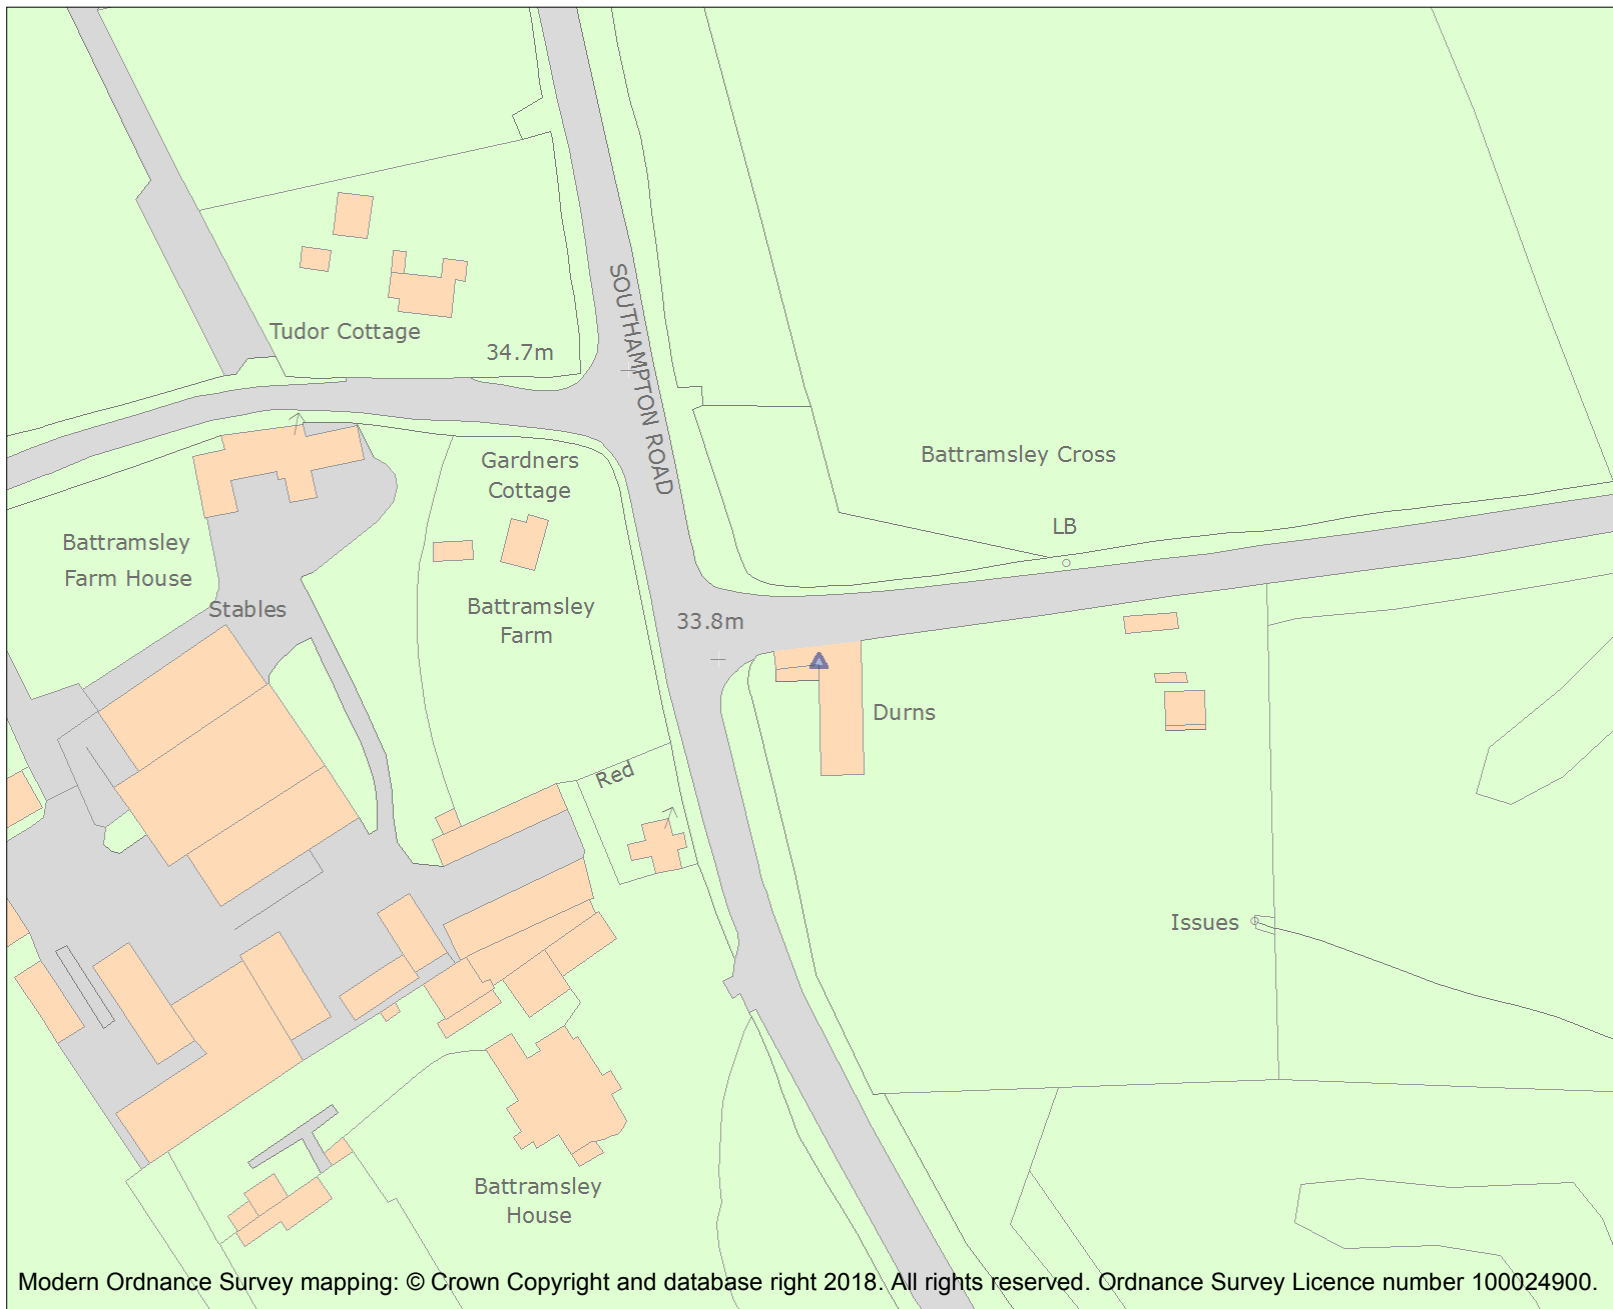 Tudor Cottage
34.7m
SOUTHAMPTON ROAD
Gardners
Cottage
Battramsley Cross
LB
Battramsley
Farm House
Stables
Battramsley
Farm
33.8m
Durns
Red
Issues
Battramsley
House
Modern Ordnance Survey mapping: © Crown Copyright and database right 2018. All rights reserved. Ordnance Survey Licence number 100024900.